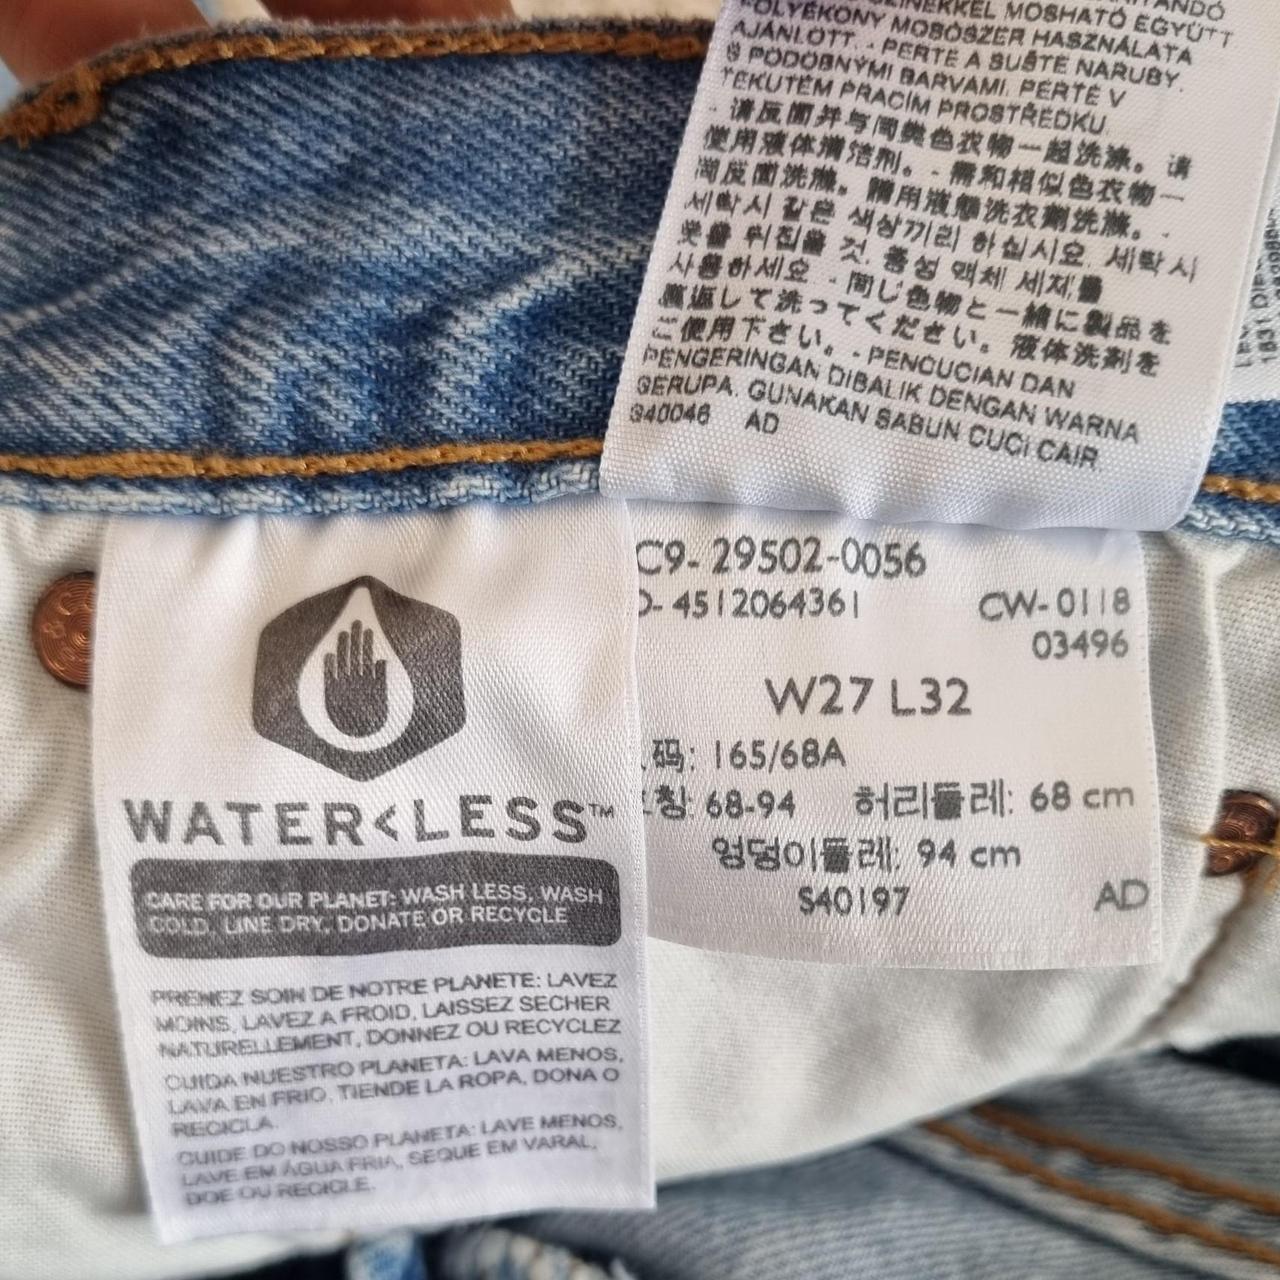 POLYÉKONY MOSÓSZER HASZNÁLATA
AJÁNLOTT. - PERTE A SUŠTE NARUBY.
S PODOBNÝMI BARVAMI. PERTE V
TEKUTÉM PRACÍM PROSTŘEDKU.
- 请反面并与同类色衣物一起洗涤。请
使用液体清洁剂。- 需和相似色衣物一
同反面洗滌。請用液態洗衣劑洗滌。-
세탁시 같은 색상끼리 하십시오. 세탁시
옷을 뒤집을 것. 중성 액체 세제를
사용하세요 - 同じ色物と一緒に製品を
裏返して洗ってください。液体洗剤を
ご使用下さい。- PENCUCIAN DAN
PENGERINGAN DIBALIK DENGAN WARNA
SERUPA. GUNAKAN SABUN CUCI CAIR
S40046 AD
WATER<LESS™
CARE FOR OUR PLANET: WASH LESS, WASH
COLD, LINE DRY, DONATE OR RECYCLE
PRENEZ SOIN DE NOTRE PLANETE: LAVEZ
MOINS, LAVEZ A FROID, LAISSEZ SECHER
NATURELLEMENT, DONNEZ OU RECYCLEZ
CUIDA NUESTRO PLANETA: LAVA MENOS,
LAVA EN FRIO, TIENDE LA ROPA, DONA O
RECICLA.
CUIDE DO NOSSO PLANETA: LAVE MENOS,
LAVE EM ÁGUA FRIA, SEQUE EM VARAL,
DOE OU RECICLE.
C9- 29502-0056
- 4512064361 CW- 0118
03496
W27 L32
码: 165/68A
칭: 68-94 허리둘레: 68 cm
엉덩이둘레: 94 cm
S40197 AD